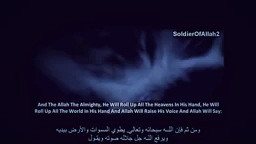 SoldierOfAllah2
And The Allah The Almighty, He Will Roll Up All The Heavens In His Hand, He Will
Roll Up All The World In His Hand And Allah Will Raise His Voice And Allah Will Say:
ومن ثم فإن الله سبحانه وتعالى يطوي السموات والأرض بيديه
ويرفع الله جل جلاله صوته ويقول